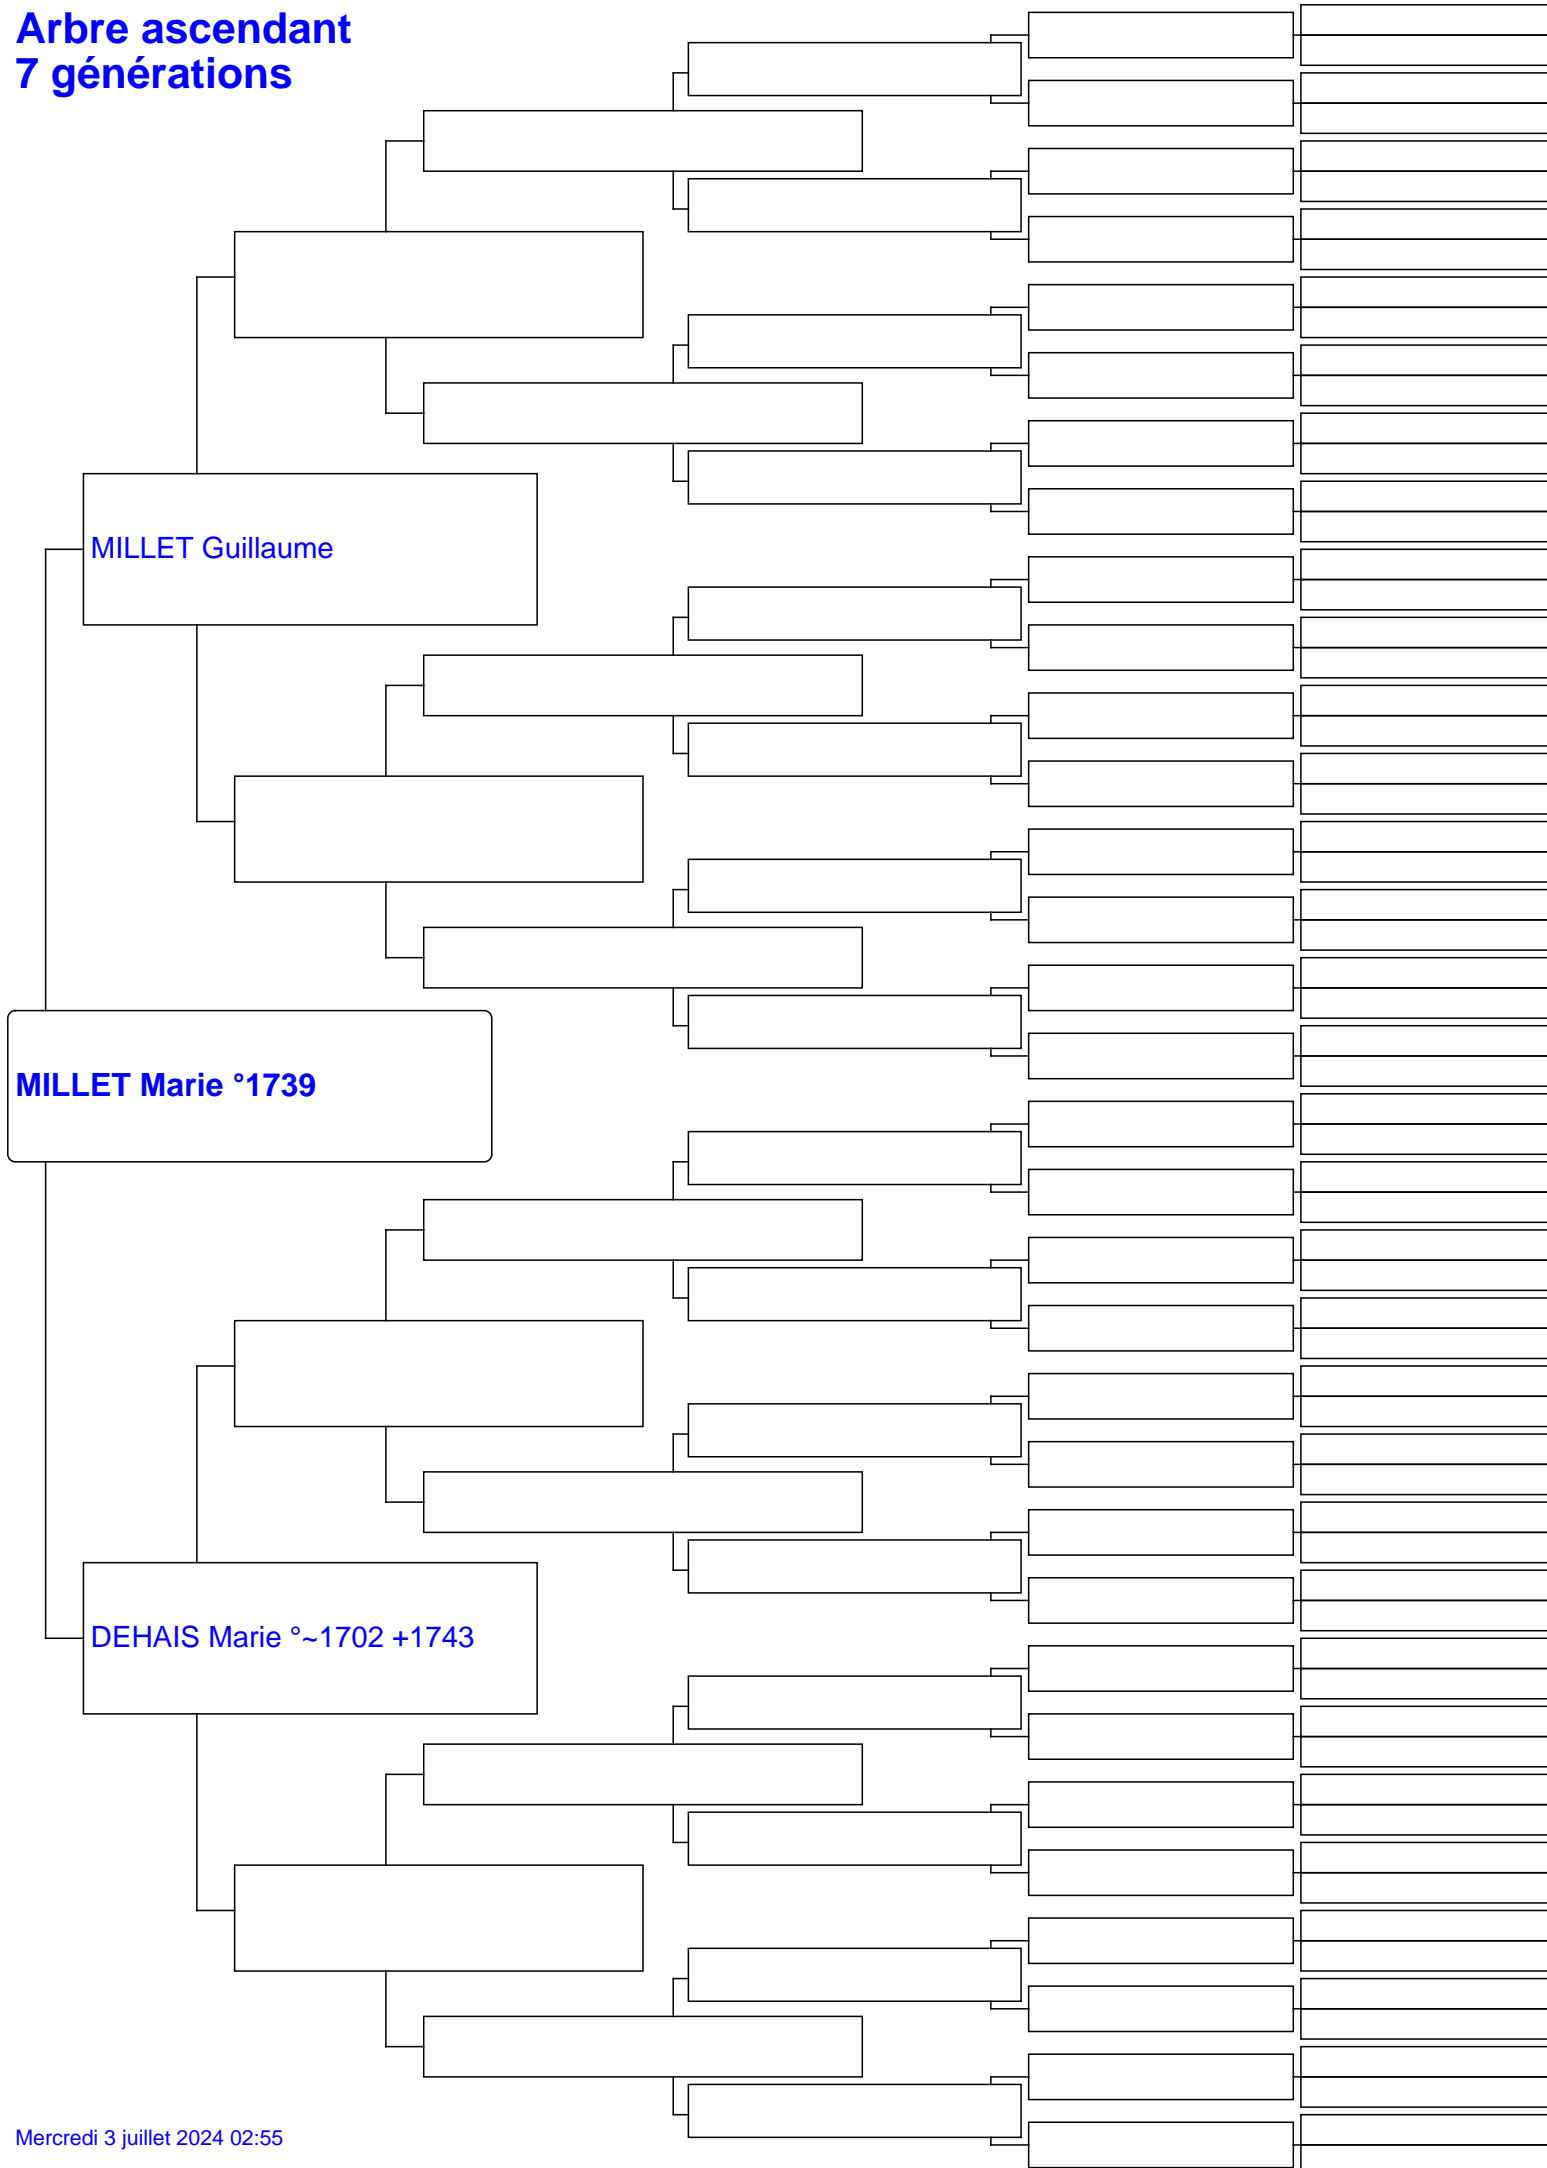 Arbre ascendant
7 générations
MILLET Guillaume
MILLET Marie °1739
DEHAIS Marie °~1702 +1743
Mercredi 3 juillet 2024 02:55